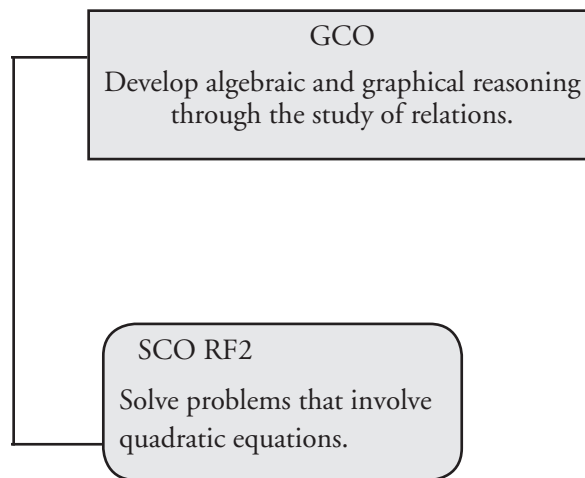 GCO
Develop algebraic and graphical reasoning
through the study of relations.
SCO RF2
Solve problems that involve
quadratic equations.